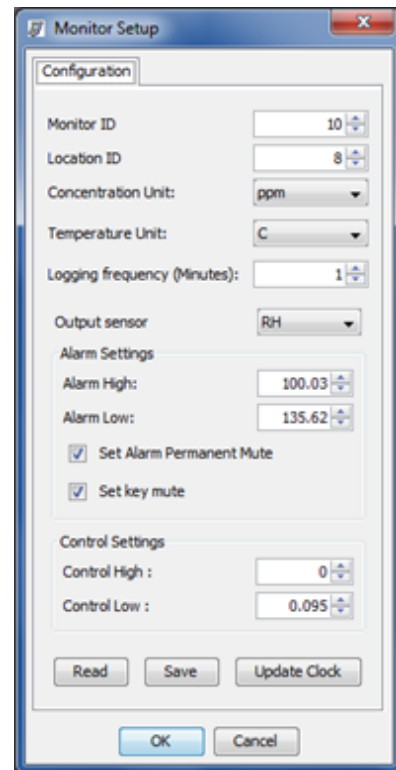 Monitor Setup
Configuration
Monitor ID 10
Location ID 8
Concentration Unit: ppm
Temperature Unit: C
Logging frequency (Minutes): 1
Output sensor RH
Alarm Settings
Alarm High: 100.03
Alarm Low: 135.62
Set Alarm Permanent Mute
Set key mute
Control Settings
Control High : 0
Control Low : 0.095
Read Save Update Clock
OK Cancel